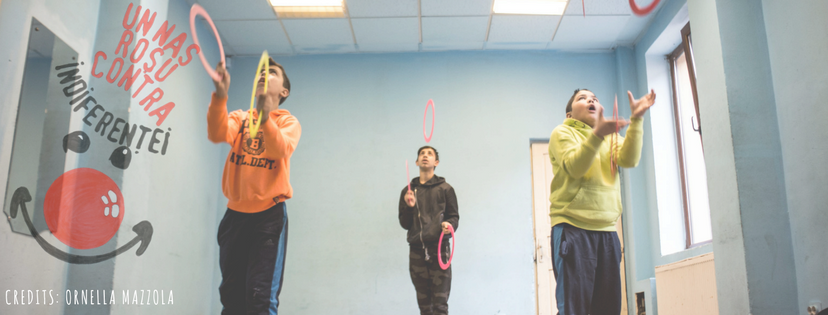 UN NAS
ROȘU
CONTRA
INDIFERENȚEI
CREDITS: ORNELLA MAZZOLA